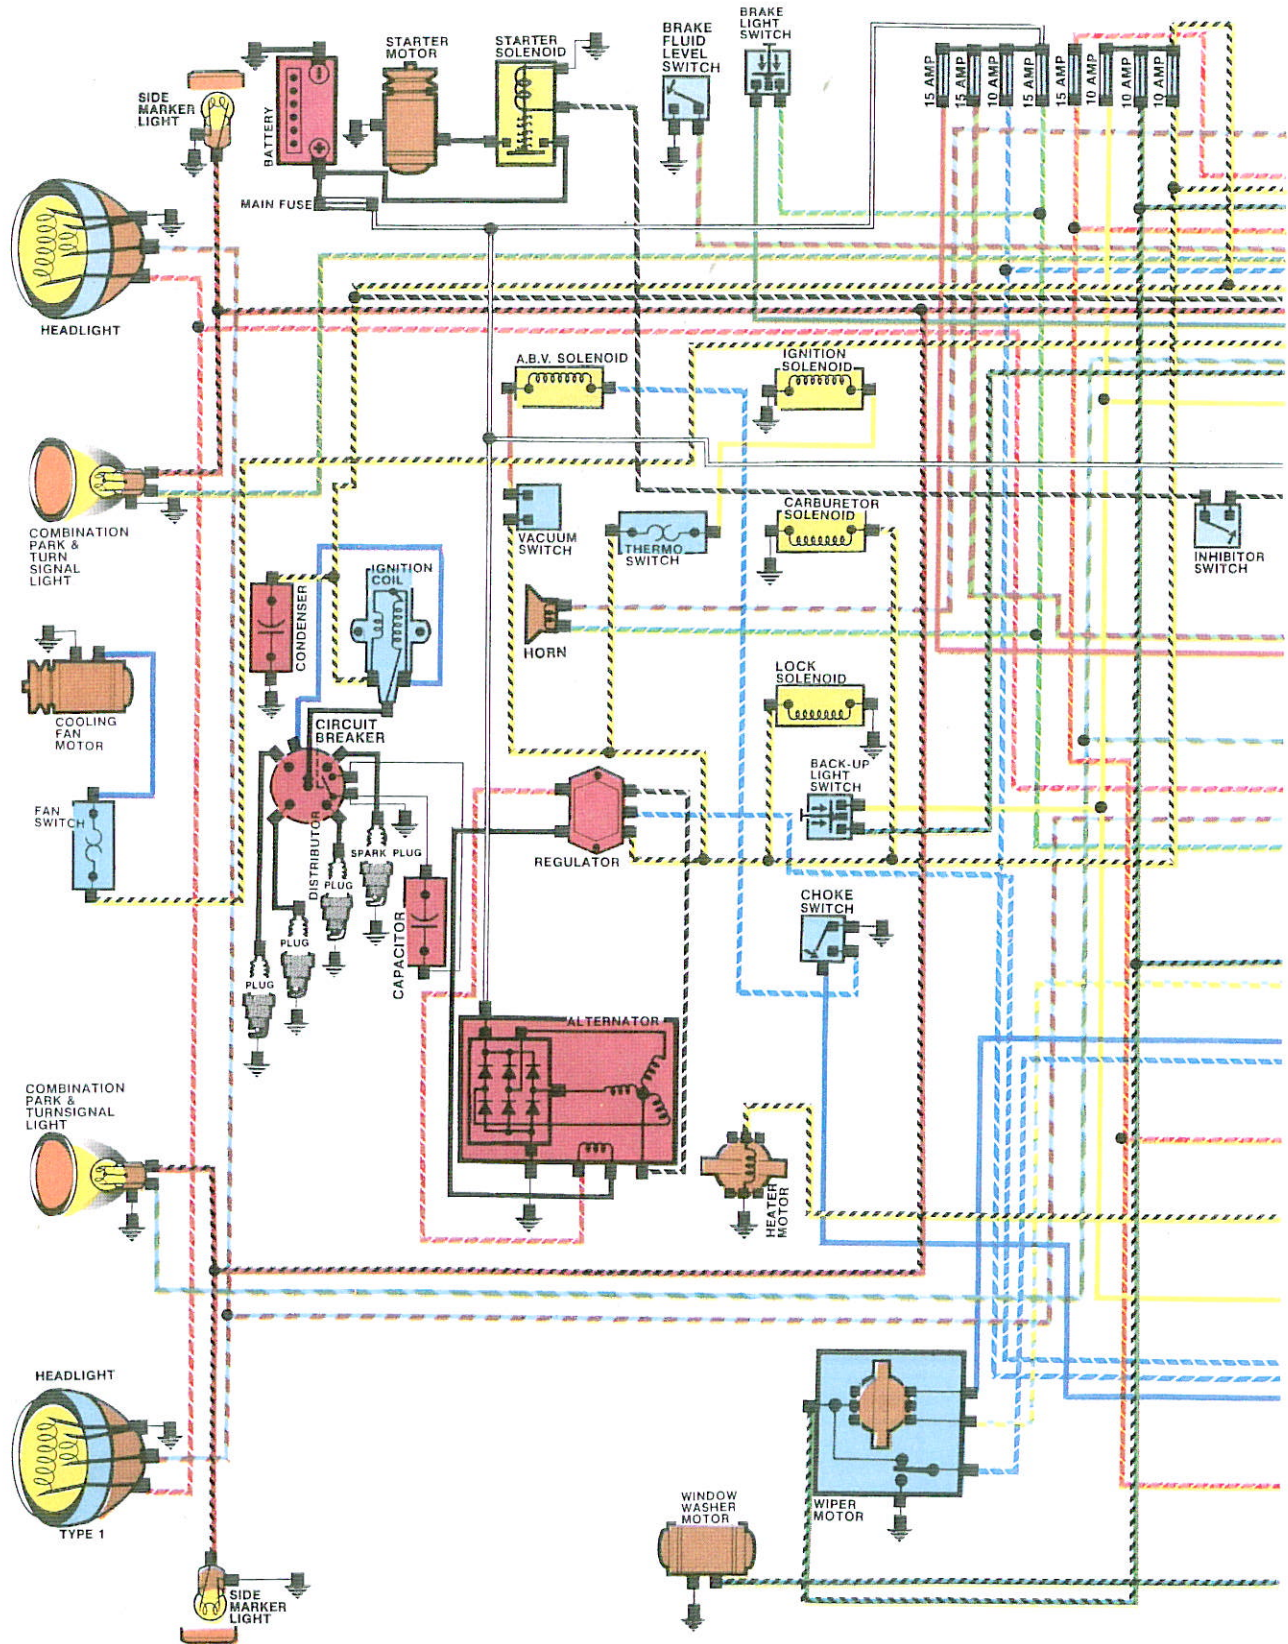 BRAKE
LIGHT
SWITCH
BRAKE
FLUID
LEVEL
SWITCH
STARTER
MOTOR
STARTER
SOLENOID
SIDE
MARKER
LIGHT
BATTERY
MAIN FUSE
15 AMP
15 AMP
10 AMP
15 AMP
15 AMP
10 AMP
10 AMP
10 AMP
HEADLIGHT
A.B.V. SOLENOID
IGNITION
SOLENOID
COMBINATION
PARK &
TURN
SIGNAL
LIGHT
VACUUM
SWITCH
THERMO
SWITCH
CARBURETOR
SOLENOID
INHIBITOR
SWITCH
CONDENSER
IGNITION
COIL
HORN
LOCK
SOLENOID
COOLING
FAN
MOTOR
CIRCUIT
BREAKER
FAN
SWITCH
DISTRIBUTOR
SPARK PLUG
PLUG
PLUG
PLUG
CAPACITOR
REGULATOR
BACK-UP
LIGHT
SWITCH
CHOKE
SWITCH
ALTERNATOR
COMBINATION
PARK &
TURNSIGNAL
LIGHT
HEATER
MOTOR
HEADLIGHT
TYPE 1
WINDOW
WASHER
MOTOR
WIPER
MOTOR
SIDE
MARKER
LIGHT